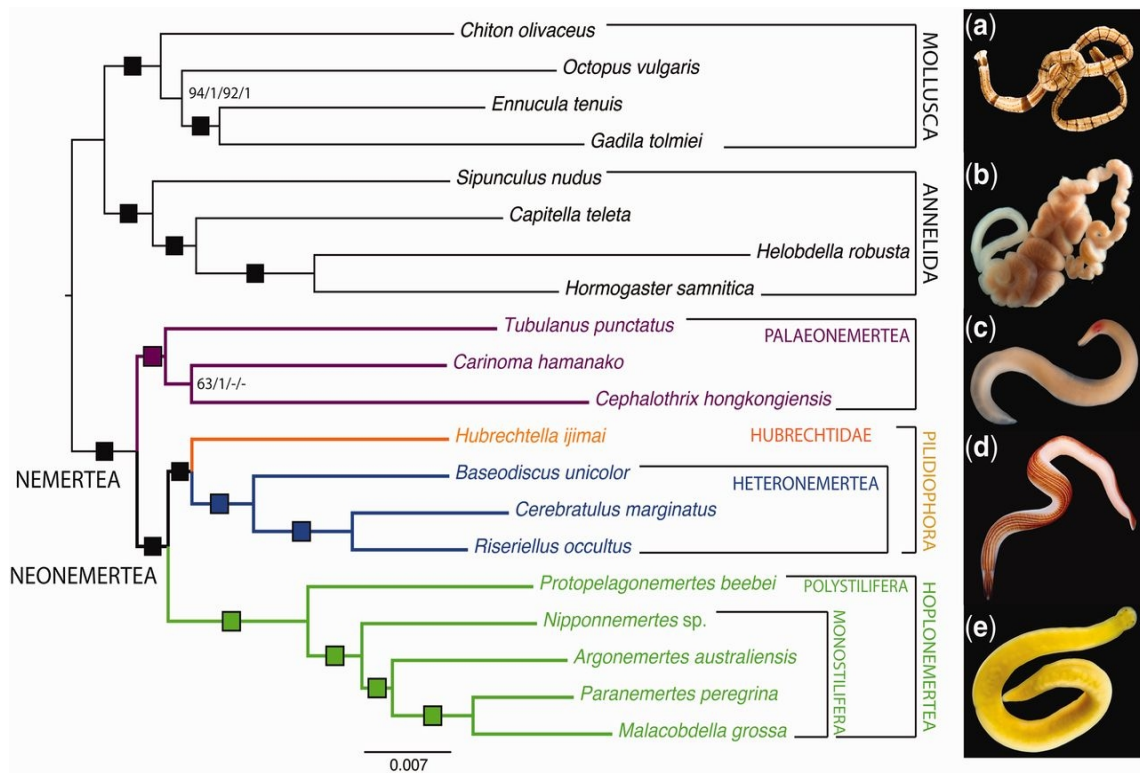 Chiton olivaceus
Octopus vulgaris
94/1/92/1
Ennucula tenuis
Gadila tolmiei
MOLLUSCA
Sipunculus nudus
Capitella teleta
Helobdella robusta
Hormogaster samnitica
ANNELIDA
Tubulanus punctatus
PALAEONEMERTEA
Carinoma hamanako
63/1/-/-
Cephalothrix hongkongiensis
Hubrechtella ijimai
HUBRECHTIDAE
Baseodiscus unicolor
HETERONEMERTEA
Cerebratulus marginatus
Riseriellus occultus
PILIDIOPHORA
NEMERTEA
NEONEMERTEA
Protopelagonemertes beebei
POLYSTILIFERA
Nipponnemertes sp.
Argonemertes australiensis
Paranemertes peregrina
Malacobdella grossa
MONOSTILIFERA
HOPLONEMERTEA
0.007
(a)
(b)
(c)
(d)
(e)